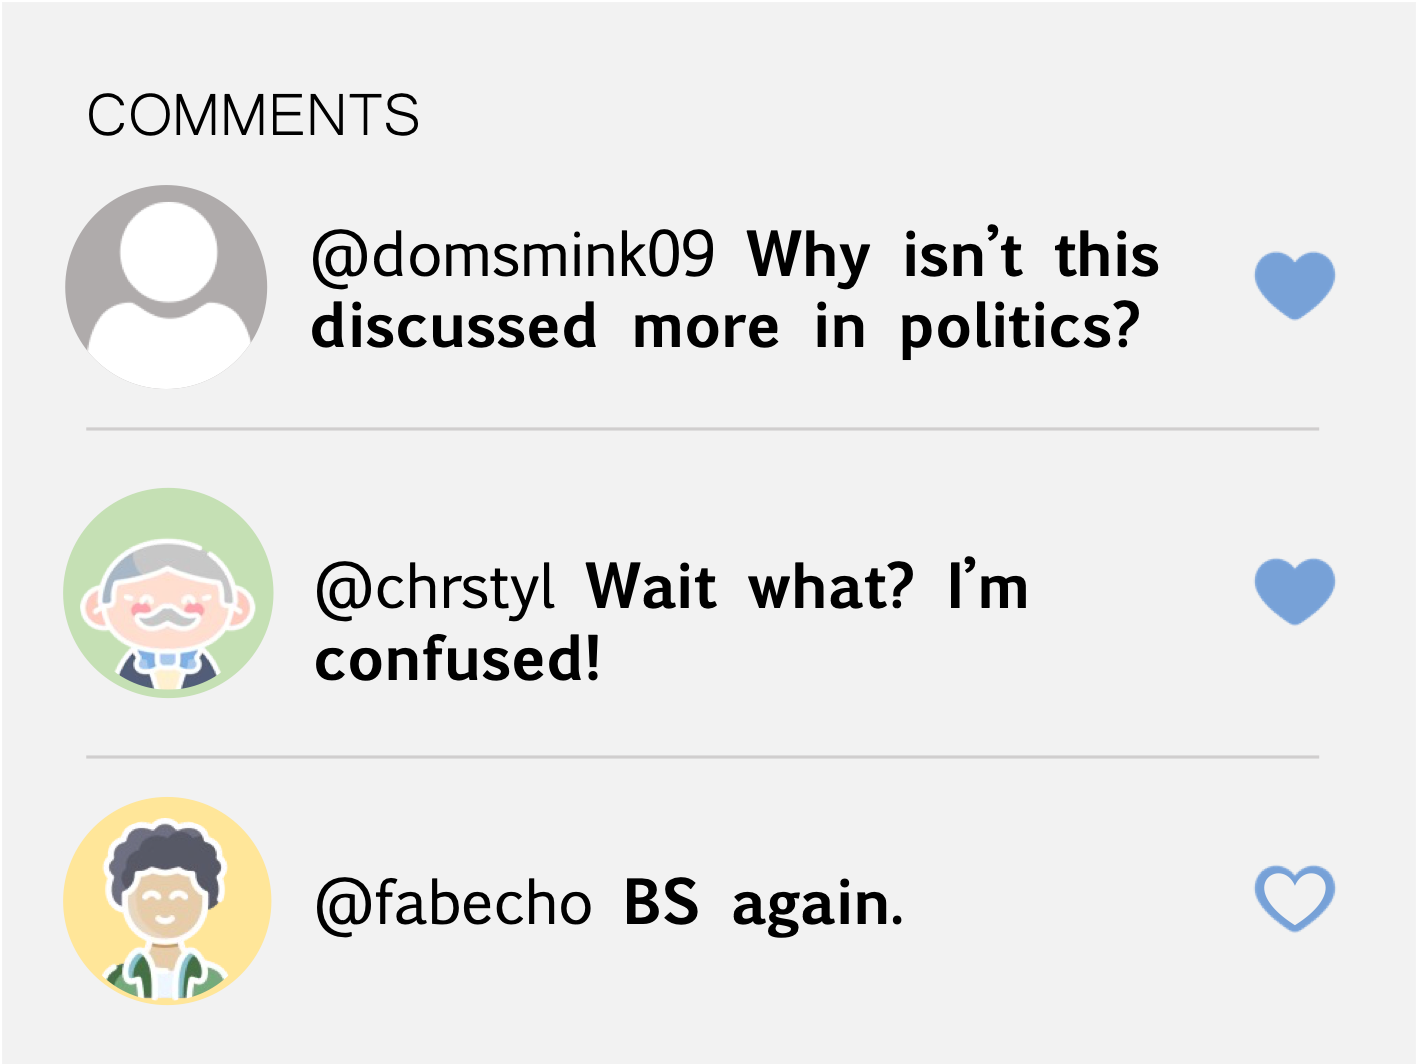 COMMENTS
@domsmink09 Why isn’t this
discussed more in politics?
@chrstyl Wait what? I’m
confused!
@fabecho BS again.